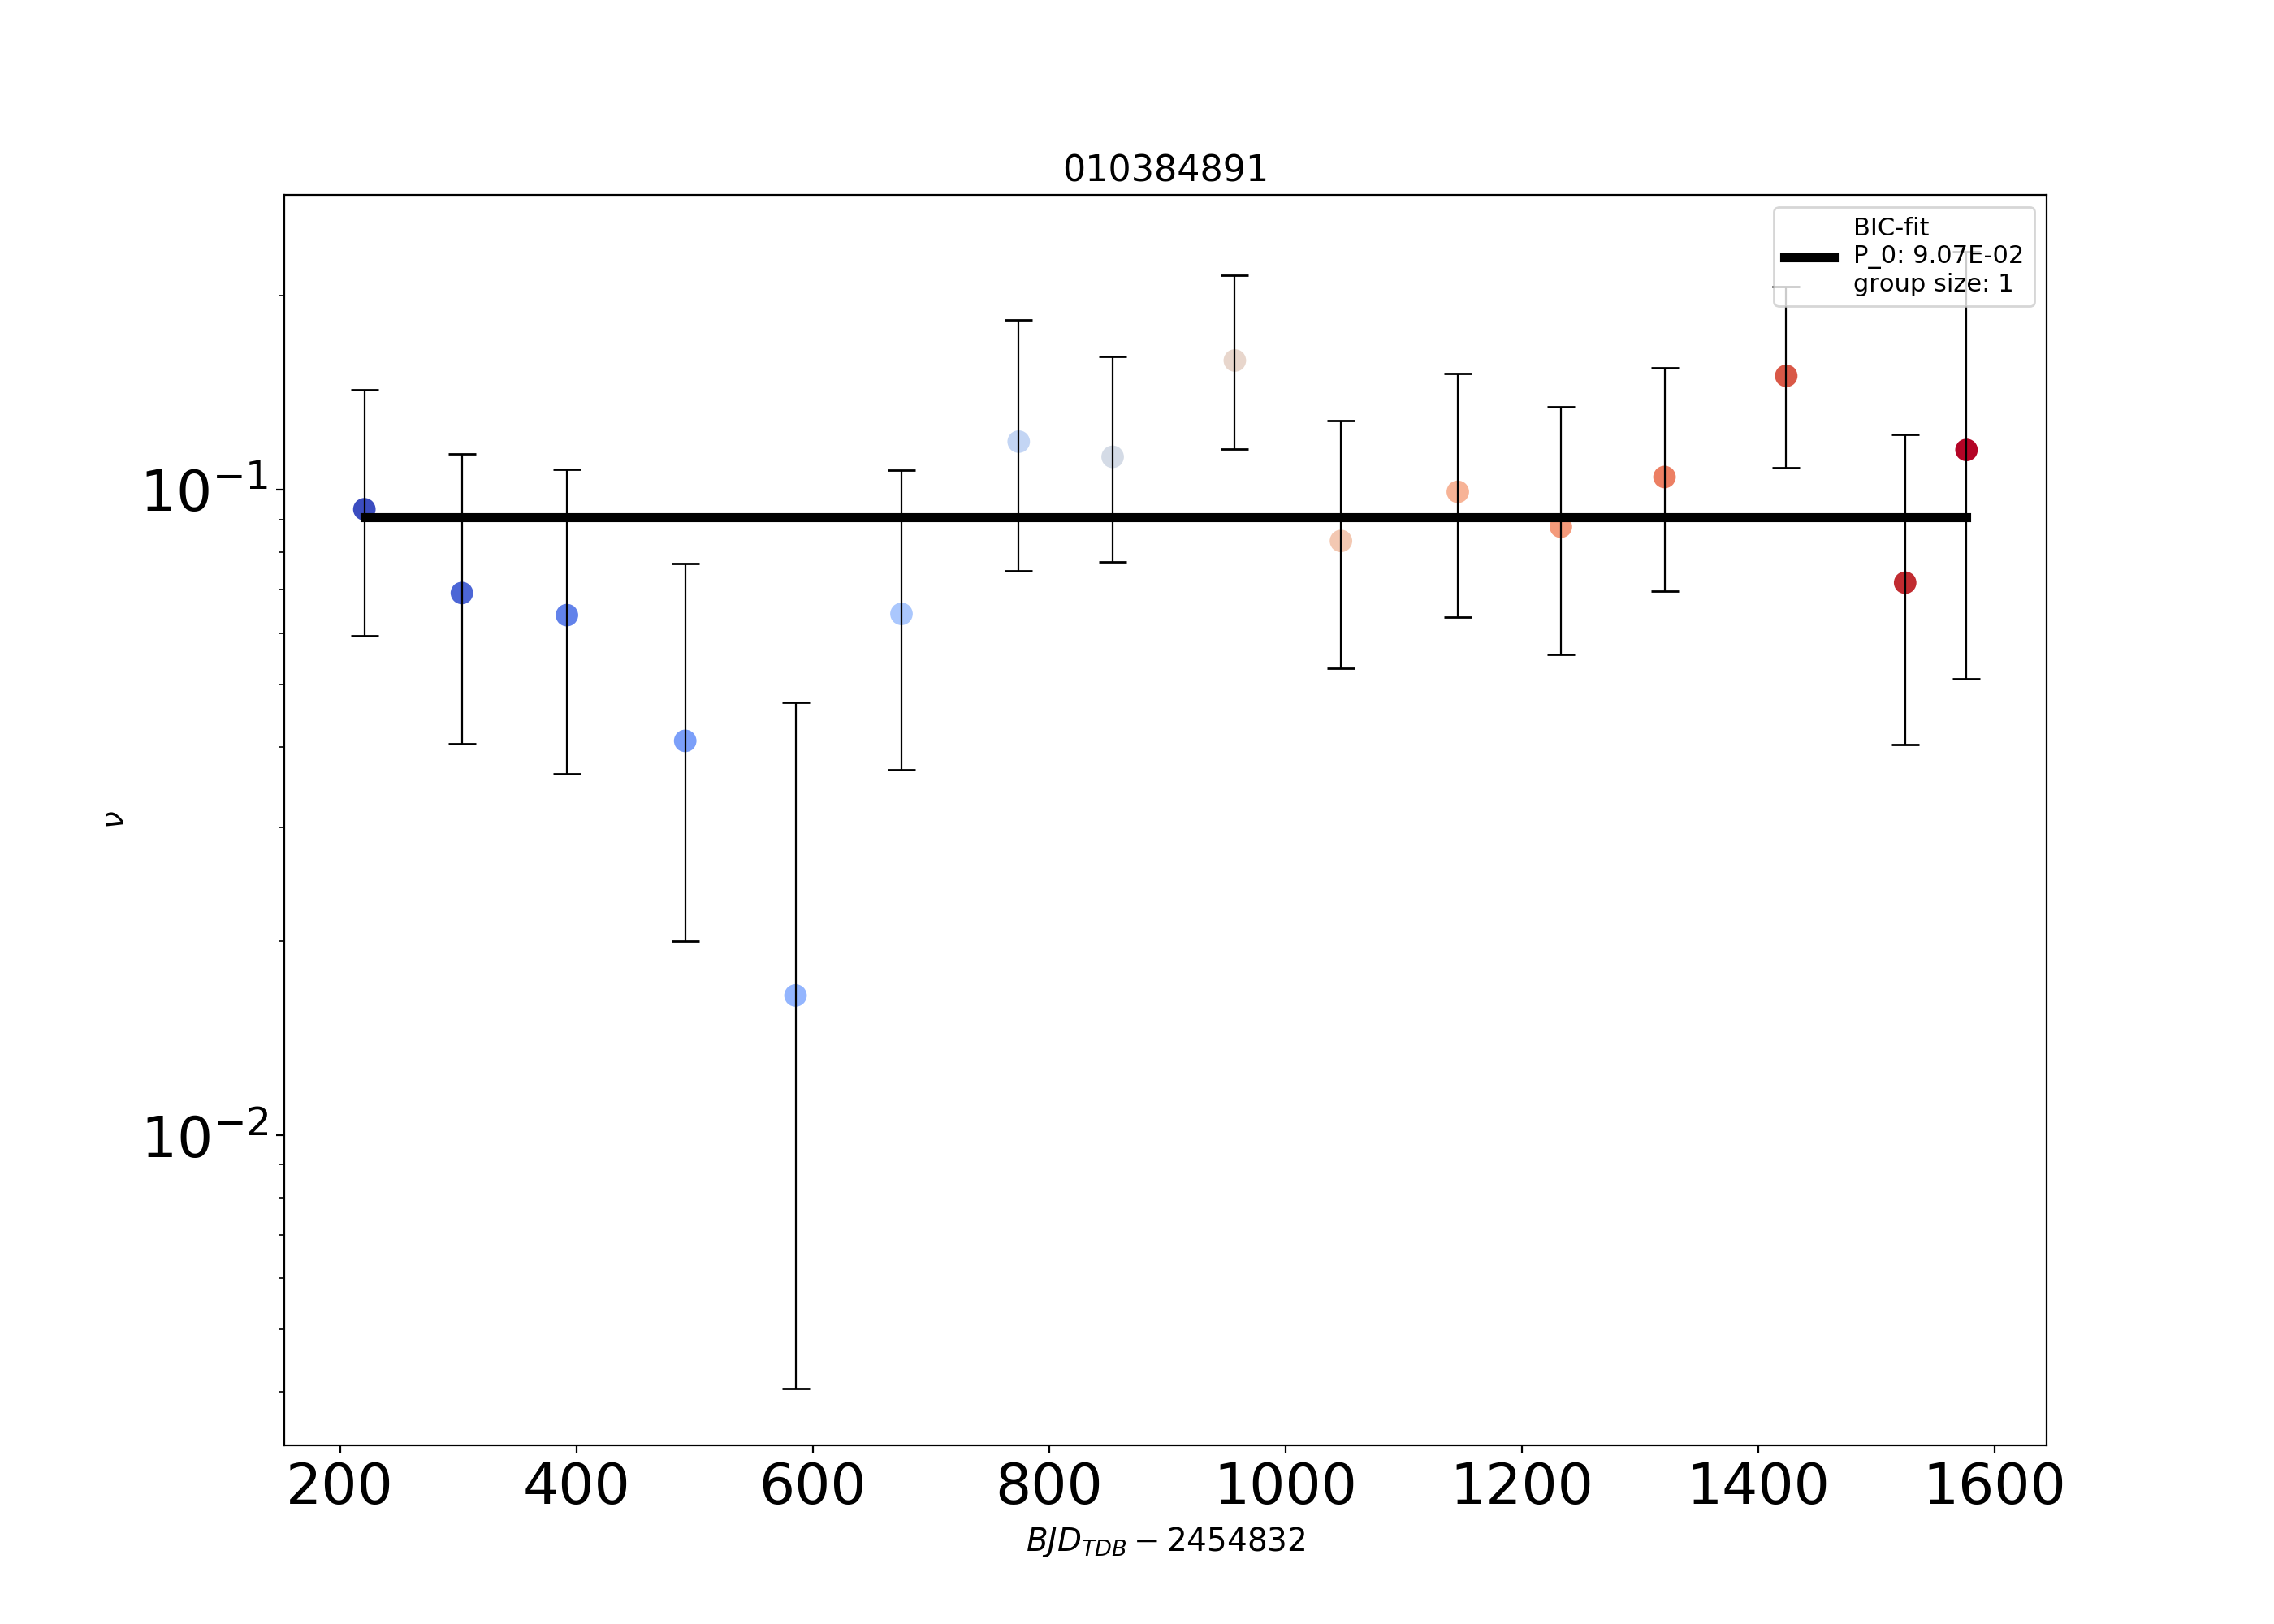 010384891
BIC-fit
P_0: 9.07E-02
group size: 1
10⁻¹
10⁻²
ν
200 400 600 800 1000 1200 1400 1600
BJD_TDB − 2454832